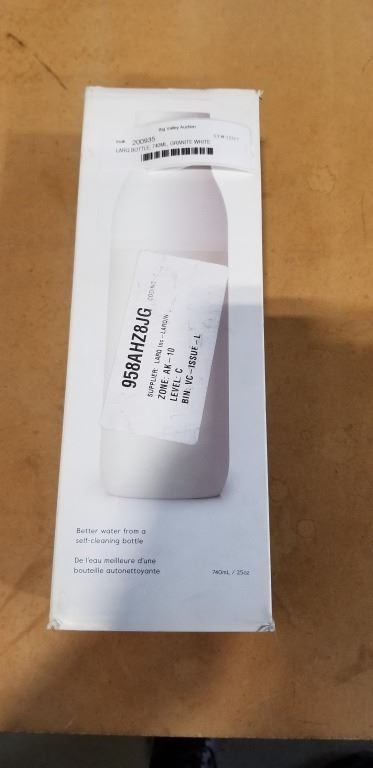 Big Valley Auction
200935
LARQ BOTTLE, 740ML, GRANITE WHITE
958AHZ8JG
SUPPLIER: LARQ Inc - LARQIN
ZONE: AK-10
LEVEL: C
BIN: VC-ISSUE-L
Better water from a
self-cleaning bottle
De l'eau meilleure d'une
bouteille autonettoyante
740mL / 25oz